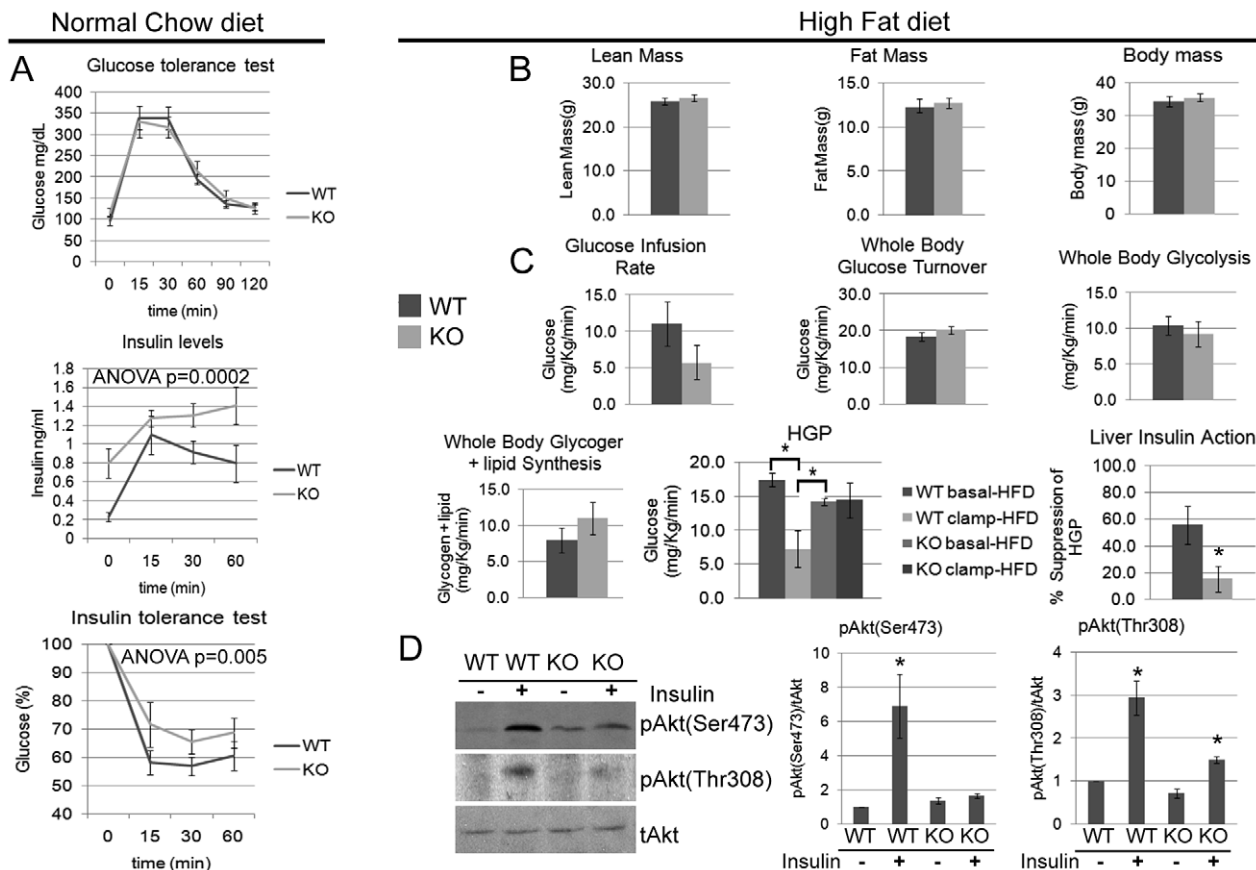 Normal Chow diet
High Fat diet
A
Glucose tolerance test
400
350
300
250
200
150
100
50
0
Glucose mg/dL
0 15 30 60 90 120
time (min)
WT
KO
Insulin levels
ANOVA p=0.0002
1.8
1.6
1.4
1.2
1
0.8
0.6
0.4
0.2
0
Insulin ng/ml
0 15 30 60
time (min)
WT
KO
Insulin tolerance test
ANOVA p=0.005
100
90
80
70
60
50
40
Glucose (%)
0 15 30 60
time (min)
WT
KO
B
Lean Mass
30.0
20.0
10.0
0.0
Lean Mass(g)
Fat Mass
15.0
10.0
5.0
0.0
Fat Mass(g)
Body mass
40
30
20
10
0.0
Body mass (g)
C
WT
KO
Glucose Infusion
Rate
15.0
10.0
5.0
0.0
Glucose
(mg/Kg/min)
Whole Body
Glucose Turnover
30.0
20.0
10.0
0.0
Glucose
(mg/Kg/min)
Whole Body Glycolysis
15.0
10.0
5.0
0.0
(mg/Kg/min)
Whole Body Glycoger
+ lipid Synthesis
15.0
10.0
5.0
0.0
Glycogen + lipid
(mg/Kg/min)
HGP
*
*
20.0
15.0
10.0
5.0
0.0
Glucose
(mg/Kg/min)
WT basal-HFD
WT clamp-HFD
KO basal-HFD
KO clamp-HFD
Liver Insulin Action
100.0
80.0
60.0
40.0
20.0
0.0
% Suppression of
HGP
*
D
WT WT KO KO
- + - + Insulin
pAkt(Ser473)
pAkt(Thr308)
tAkt
pAkt(Ser473)
10
8
6
4
2
0
pAkt(Ser473)/tAkt
*
WT WT KO KO
Insulin - + - +
pAkt(Thr308)
4
3
2
1
0
pAkt(Thr308)/tAkt
*
*
WT WT KO KO
Insulin - + - +